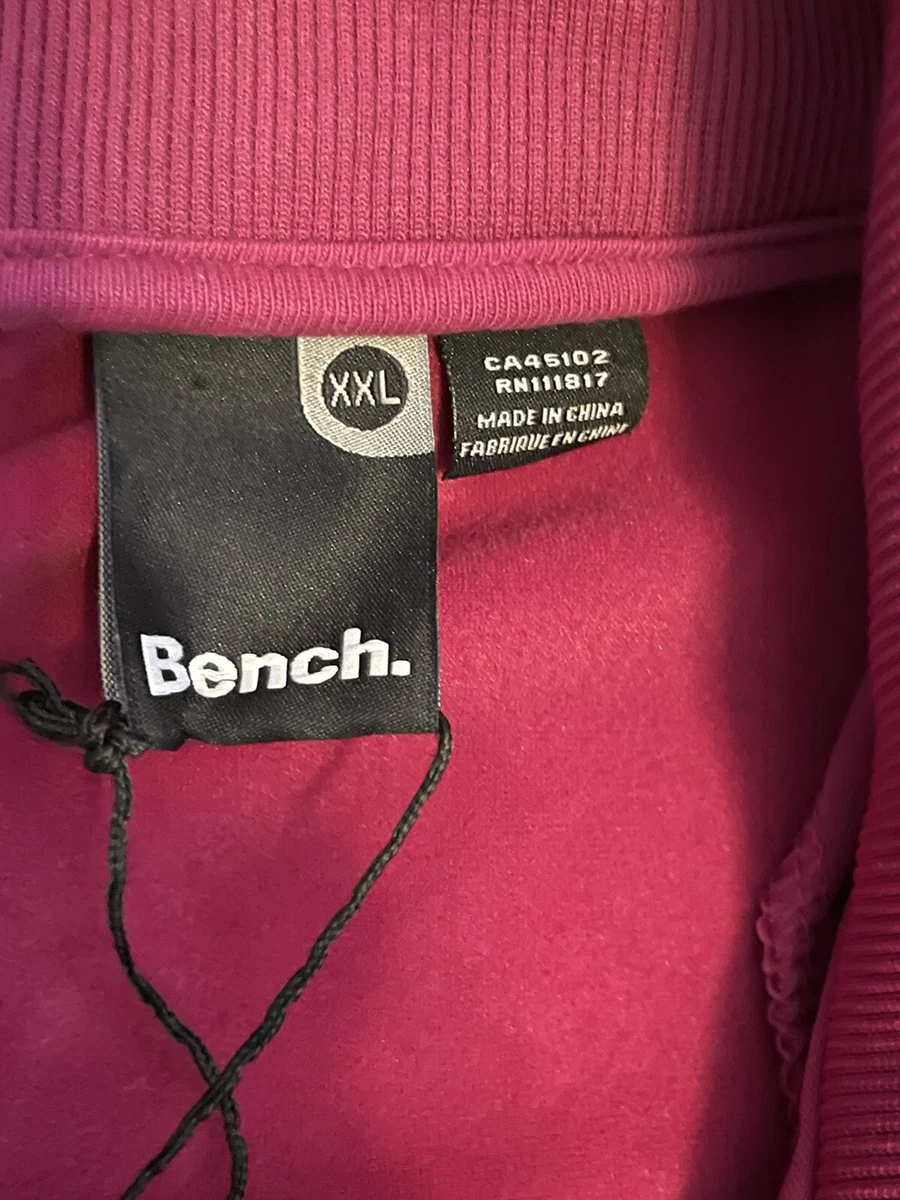 XXL
Bench.
CA45102
RN111817
MADE IN CHINA
FABRIQUE EN CHINE